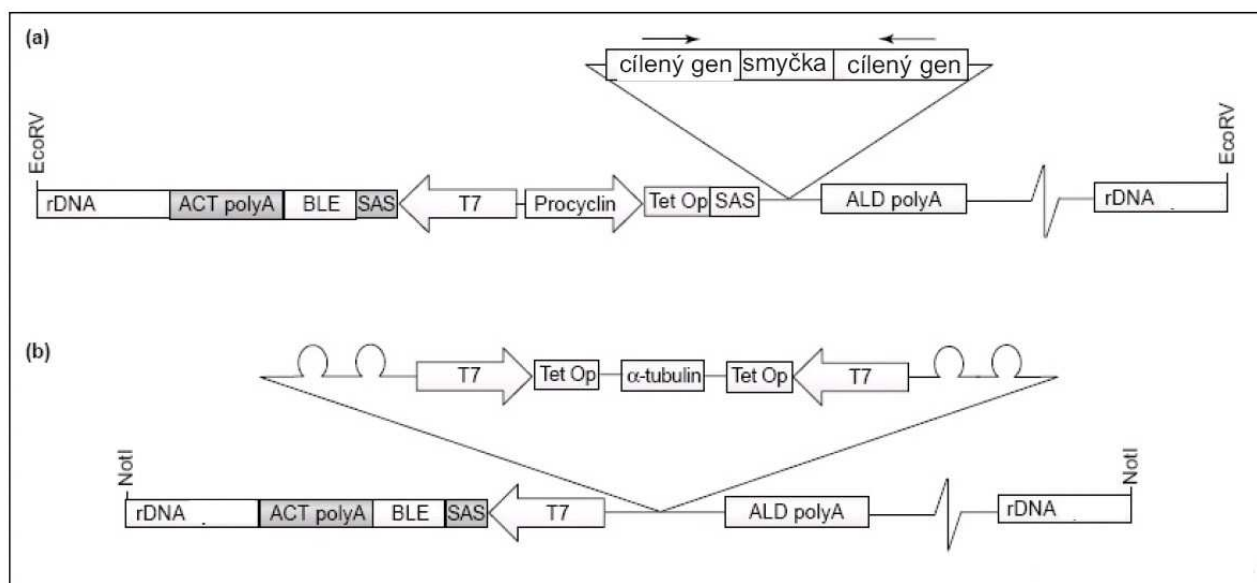 (a)
cílený gen smyčka cílený gen
EcoRV
EcoRV
rDNA ACT polyA BLE SAS T7 Procyclin Tet Op SAS ALD polyA rDNA
(b)
T7 Tet Op α-tubulin Tet Op T7
NotI
NotI
rDNA ACT polyA BLE SAS T7 ALD polyA rDNA